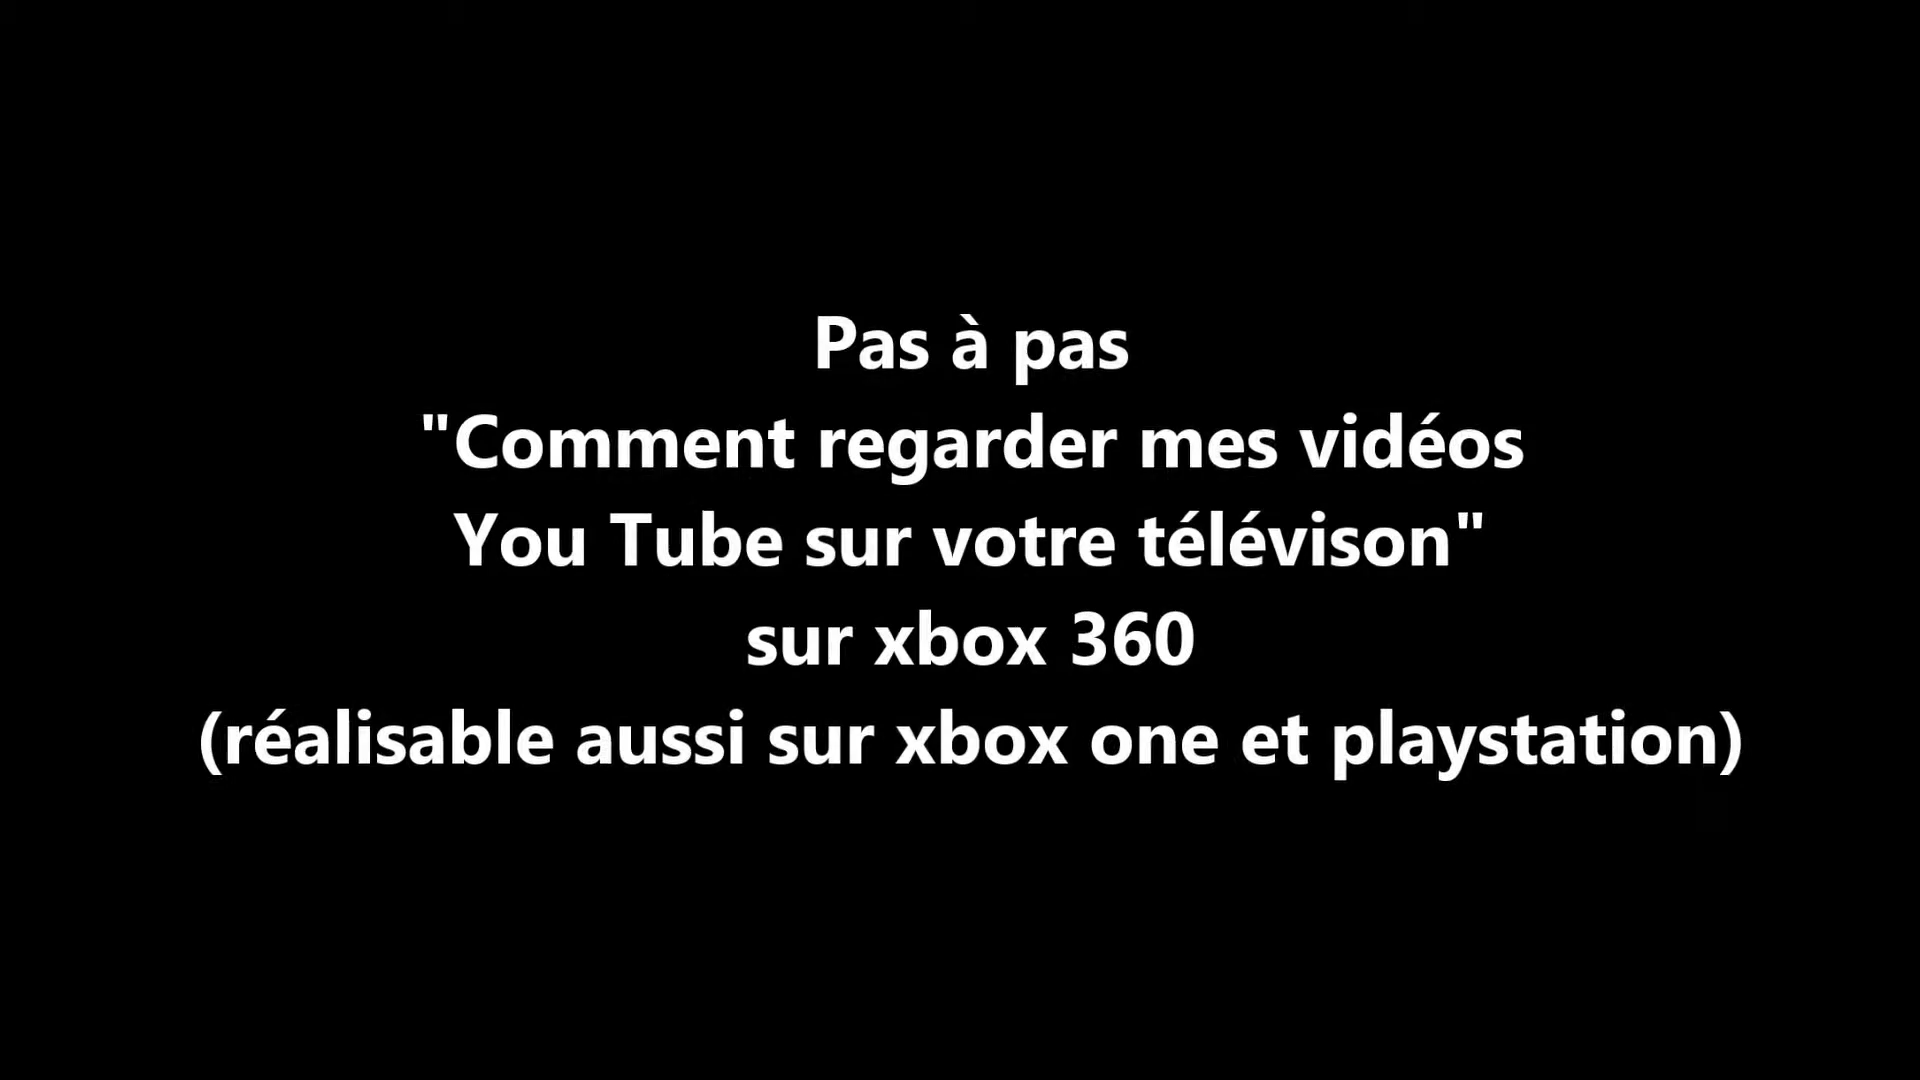 Pas à pas
"Comment regarder mes vidéos
You Tube sur votre télévison"
sur xbox 360
(réalisable aussi sur xbox one et playstation)